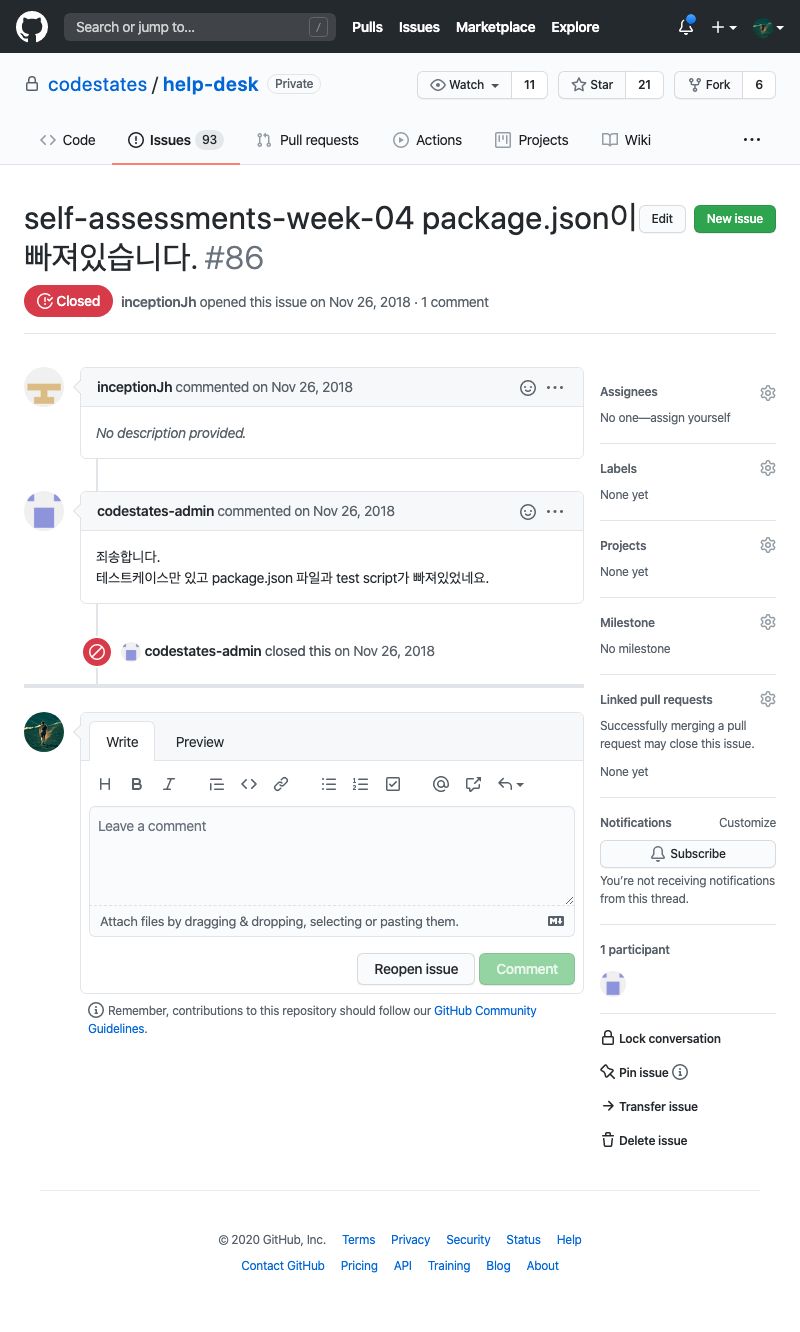 Search or jump to... /
Pulls Issues Marketplace Explore
codestates / help-desk Private
Watch 11 Star 21 Fork 6
Code Issues 93 Pull requests Actions Projects Wiki ...
self-assessments-week-04 package.json이
빠져있습니다. #86
Edit New issue
Closed inceptionJh opened this issue on Nov 26, 2018 · 1 comment
inceptionJh commented on Nov 26, 2018 ...
No description provided.
codestates-admin commented on Nov 26, 2018 ...
죄송합니다.
테스트케이스만 있고 package.json 파일과 test script가 빠져있었네요.
codestates-admin closed this on Nov 26, 2018
Write Preview
H B I @
Leave a comment
Attach files by dragging & dropping, selecting or pasting them.
Reopen issue Comment
Remember, contributions to this repository should follow our GitHub Community
Guidelines.
Assignees
No one—assign yourself
Labels
None yet
Projects
None yet
Milestone
No milestone
Linked pull requests
Successfully merging a pull
request may close this issue.
None yet
Notifications Customize
Subscribe
You're not receiving notifications
from this thread.
1 participant
Lock conversation
Pin issue
Transfer issue
Delete issue
© 2020 GitHub, Inc. Terms Privacy Security Status Help
Contact GitHub Pricing API Training Blog About